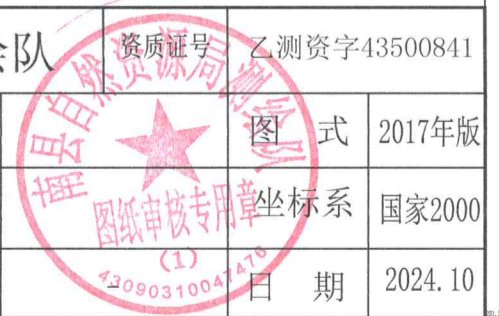 绘队 资质证号 乙测资字43500841
图 式 2017年版
坐标系 国家2000
日 期 2024.10
南县自然资源局测绘队
图纸审核专用章
(1)
43090310047476